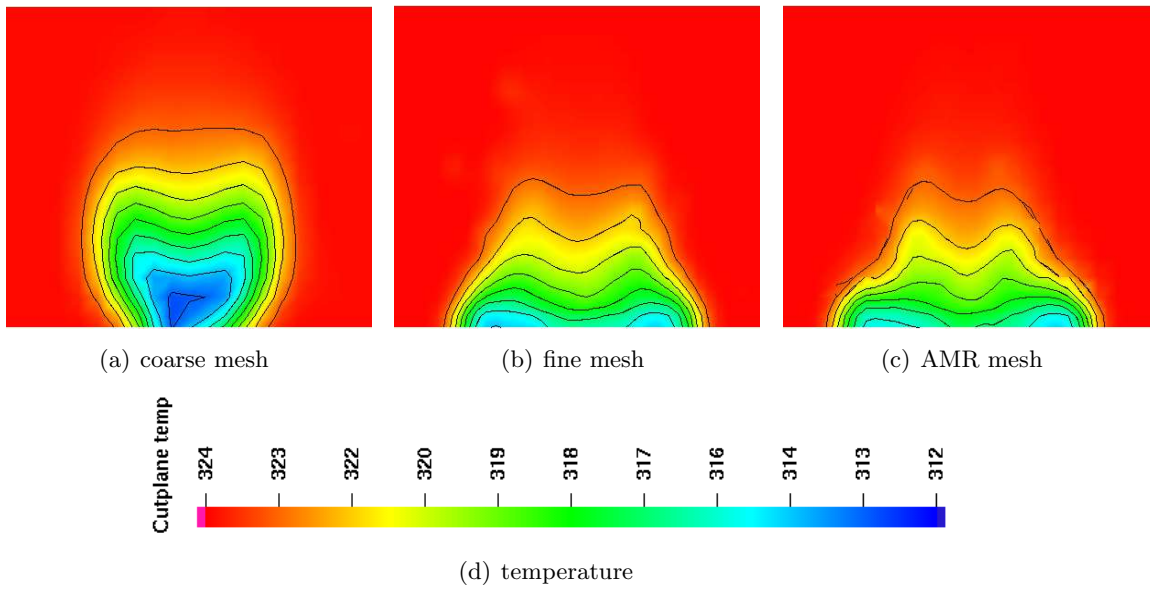 (a) coarse mesh
(b) fine mesh
(c) AMR mesh
Cutplane temp
324
323
322
320
319
318
317
316
314
313
312
(d) temperature